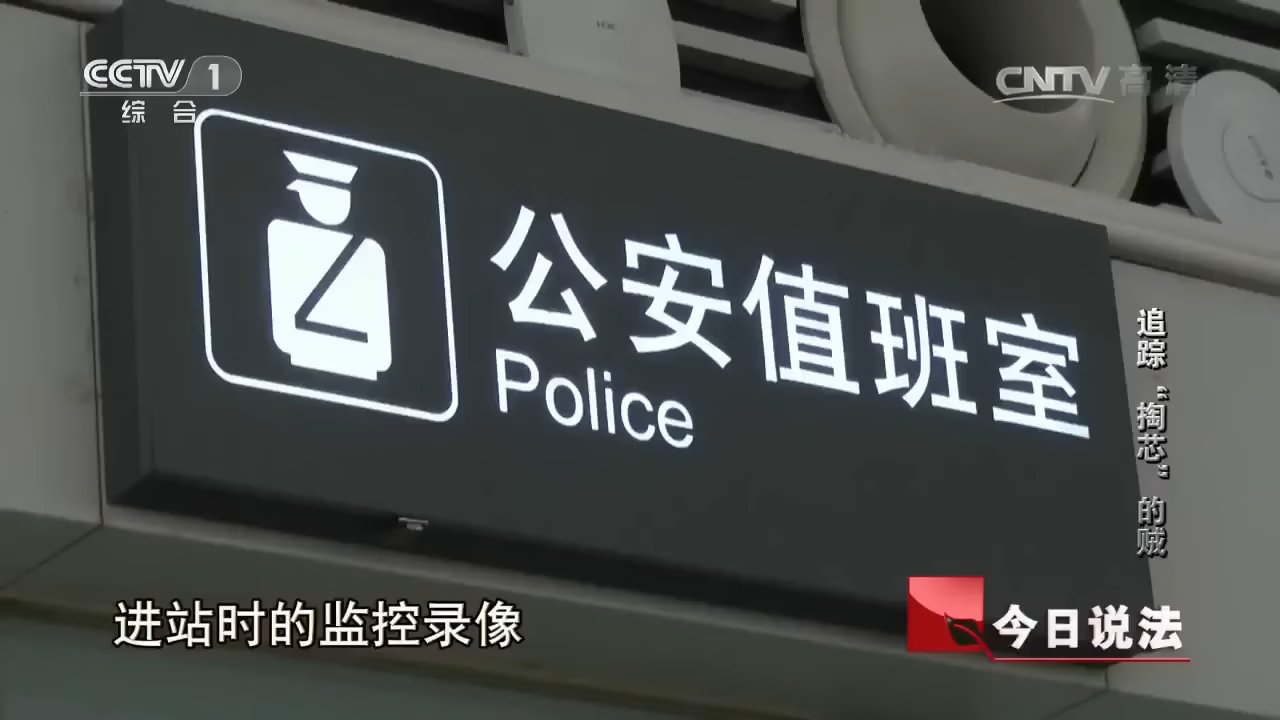 CCTV 1
综合
CNTV 高清
公安值班室
Police
追踪“掏芯”的贼
进站时的监控录像
今日说法